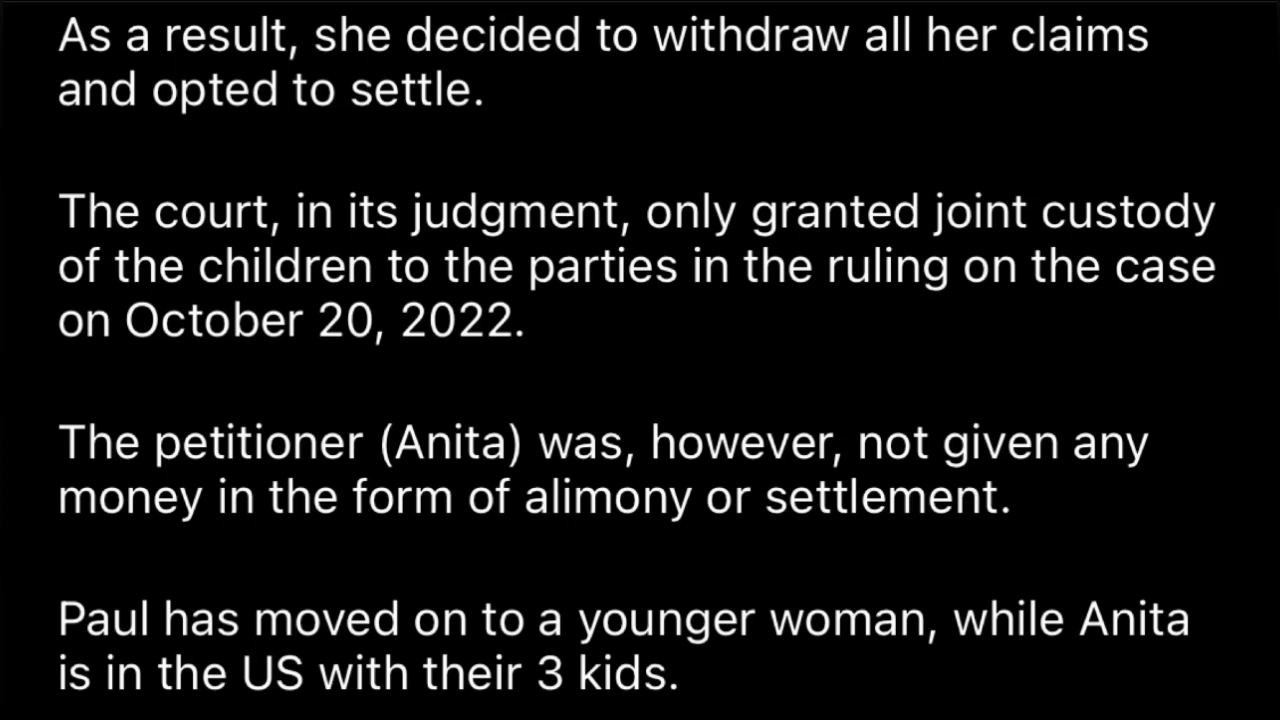 As a result, she decided to withdraw all her claims
and opted to settle.
The court, in its judgment, only granted joint custody
of the children to the parties in the ruling on the case
on October 20, 2022.
The petitioner (Anita) was, however, not given any
money in the form of alimony or settlement.
Paul has moved on to a younger woman, while Anita
is in the US with their 3 kids.